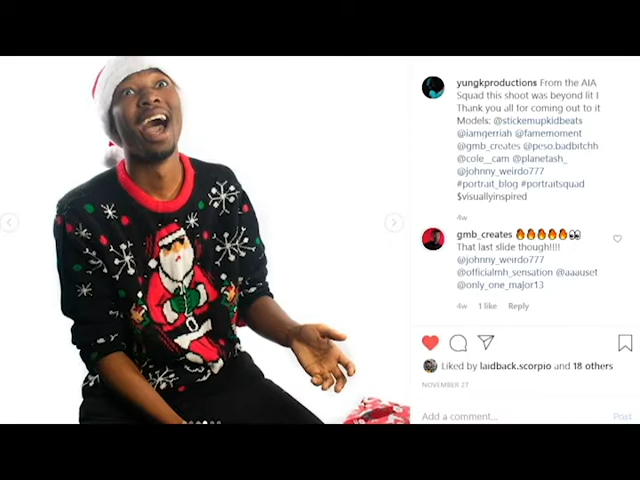 yungkproductions From the AIA
Squad this shoot was beyond lit !
Thank you all for coming out to it
Models: @stickemupkidbeats
@iamgerriah @famemoment
@gmb_creates @peso.badbitchh
@cole__cam @planetash_
@johnny_weirdo777
#portrait_blog #portraitsquad
$visuallyinspired
4w
gmb_creates 🔥🔥🔥🔥🔥👀
That last slide though!!!!
@johnny_weirdo777
@officialmh_sensation @aaauset
@only_one_major13
4w 1 like Reply
Liked by laidback.scorpio and 18 others
NOVEMBER 27
Add a comment... Post